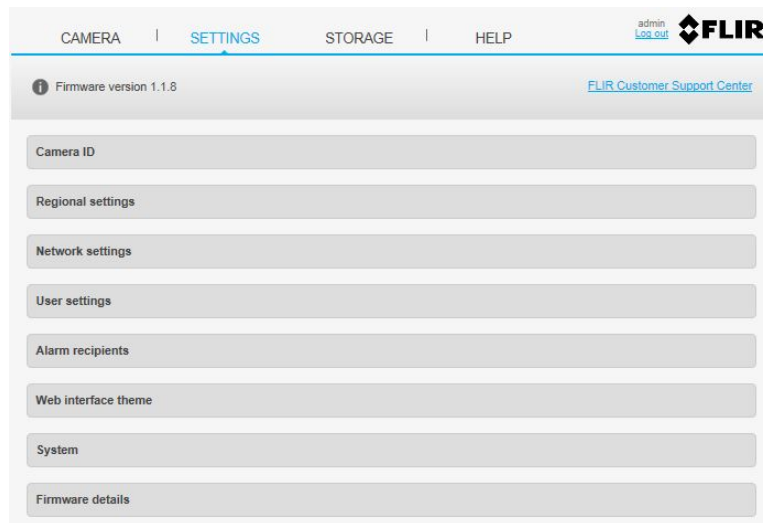 CAMERA | SETTINGS STORAGE | HELP
admin
Log out
FLIR
Firmware version 1.1.8
FLIR Customer Support Center
Camera ID
Regional settings
Network settings
User settings
Alarm recipients
Web interface theme
System
Firmware details